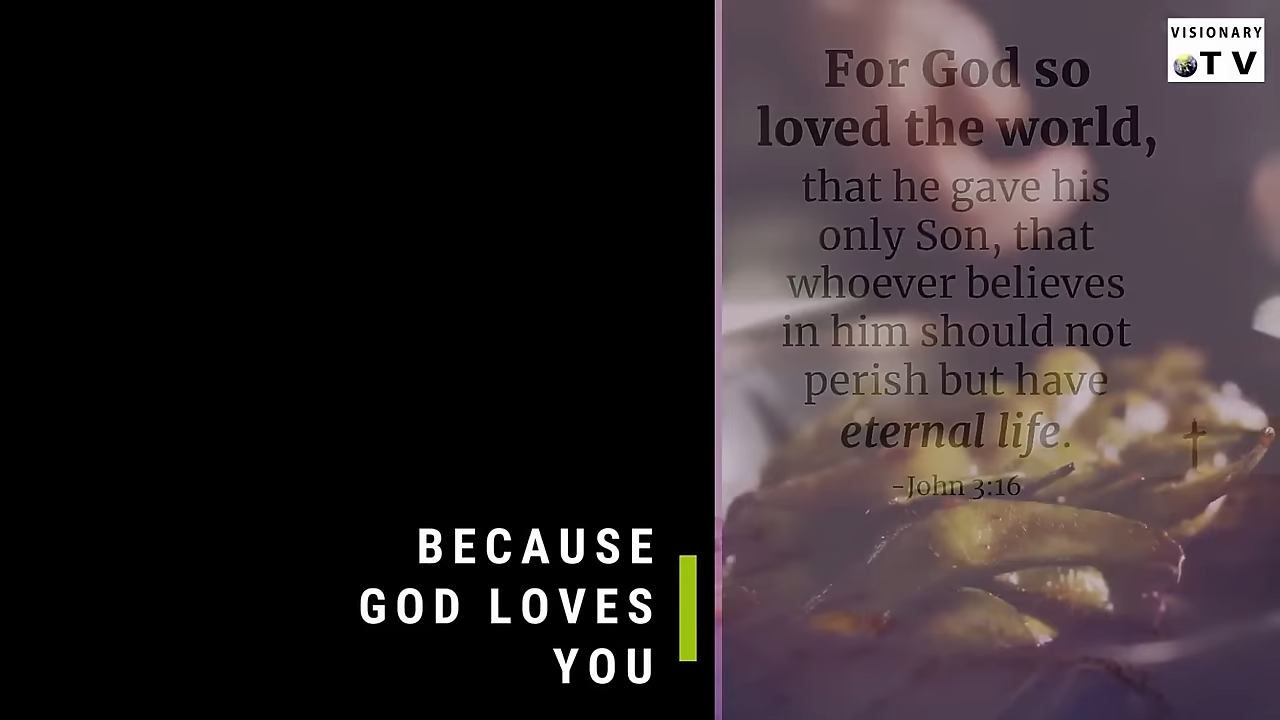 BECAUSE
GOD LOVES
YOU
For God so
loved the world,
that he gave his
only Son, that
whoever believes
in him should not
perish but have
eternal life.
-John 3:16
VISIONARY
TV